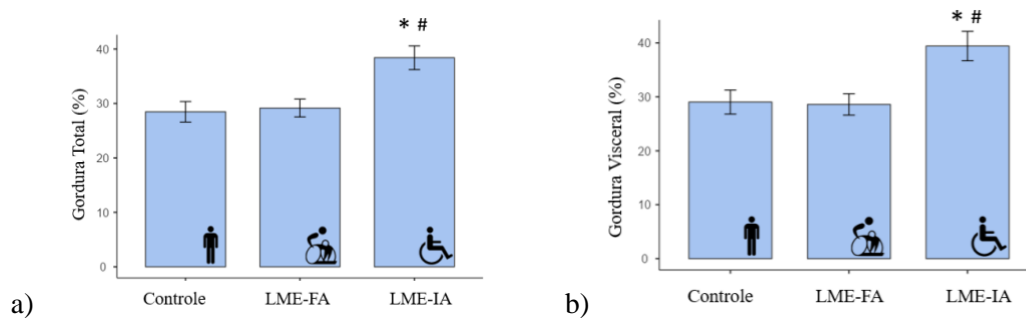 a)
* #
Gordura Total (%)
40
30
20
10
0
Controle LME-FA LME-IA
b)
* #
Gordura Visceral (%)
40
30
20
10
0
Controle LME-FA LME-IA